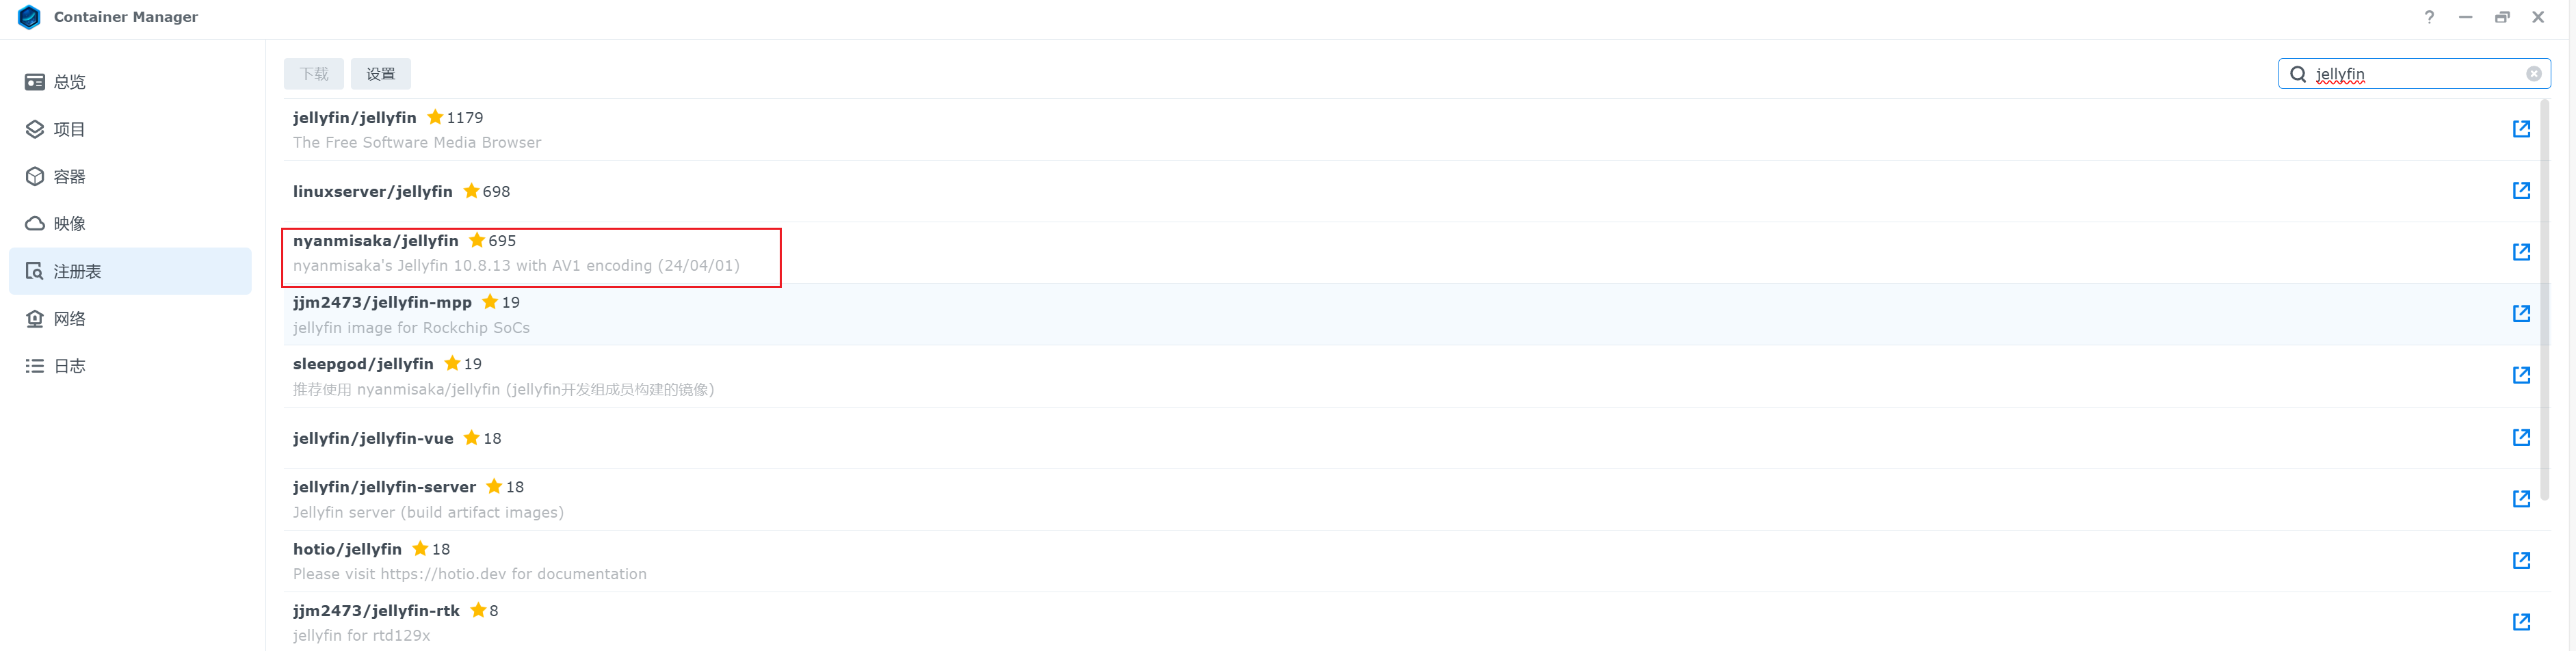 Container Manager
总览
项目
容器
映像
注册表
网络
日志
下载
设置
jellyfin
jellyfin/jellyfin 1179
The Free Software Media Browser
linuxserver/jellyfin 698
nyanmisaka/jellyfin 695
nyanmisaka's Jellyfin 10.8.13 with AV1 encoding (24/04/01)
jjm2473/jellyfin-mpp 19
jellyfin image for Rockchip SoCs
sleepgod/jellyfin 19
推荐使用 nyanmisaka/jellyfin (jellyfin开发组成员构建的镜像)
jellyfin/jellyfin-vue 18
jellyfin/jellyfin-server 18
Jellyfin server (build artifact images)
hotio/jellyfin 18
Please visit https://hotio.dev for documentation
jjm2473/jellyfin-rtk 8
jellyfin for rtd129x